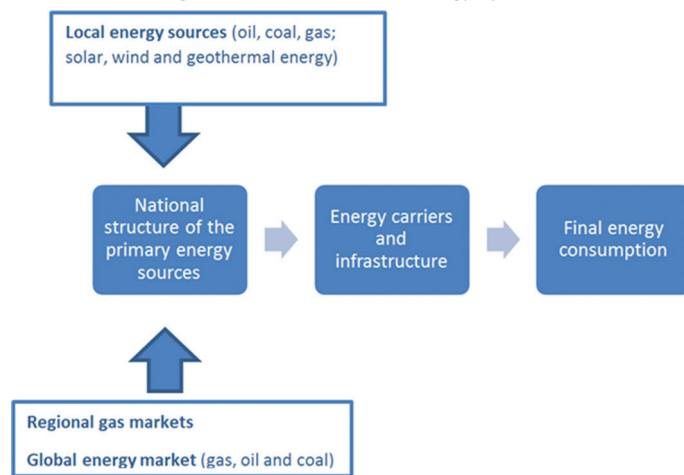 Local energy sources (oil, coal, gas;
solar, wind and geothermal energy)
National
structure of the
primary energy
sources
Energy carriers
and
infrastructure
Final energy
consumption
Regional gas markets
Global energy market (gas, oil and coal)